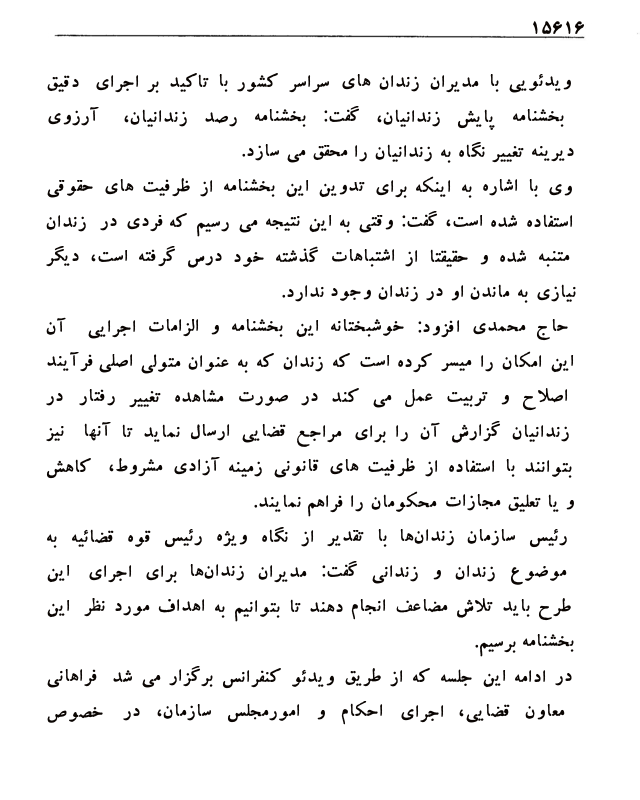 ۱۵۶۱۶
ویدئویی با مدیران زندان های سراسر کشور با تاکید بر اجرای دقیق
بخشنامه پایش زندانیان، گفت: بخشنامه رصد زندانیان، آرزوی
دیرینه تغییر نگاه به زندانیان را محقق می سازد.
وی با اشاره به اینکه برای تدوین این بخشنامه از ظرفیت های حقوقی
استفاده شده است، گفت: وقتی به این نتیجه می رسیم که فردی در زندان
متنبه شده و حقیقتا از اشتباهات گذشته خود درس گرفته است، دیگر
نیازی به ماندن او در زندان وجود ندارد.
حاج محمدی افزود: خوشبختانه این بخشنامه و الزامات اجرایی آن
این امکان را میسر کرده است که زندان که به عنوان متولی اصلی فرآیند
اصلاح و تربیت عمل می کند در صورت مشاهده تغییر رفتار در
زندانیان گزارش آن را برای مراجع قضایی ارسال نماید تا آنها نیز
بتوانند با استفاده از ظرفیت های قانونی زمینه آزادی مشروط، کاهش
و یا تعلیق مجازات محکومان را فراهم نمایند.
رئیس سازمان زندان‌ها با تقدیر از نگاه ویژه رئیس قوه قضائیه به
موضوع زندان و زندانی گفت: مدیران زندان‌ها برای اجرای این
طرح باید تلاش مضاعف انجام دهند تا بتوانیم به اهداف مورد نظر این
بخشنامه برسیم.
در ادامه این جلسه که از طریق ویدئو کنفرانس برگزار می شد فراهانی
معاون قضایی، اجرای احکام و امورمجلس سازمان، در خصوص